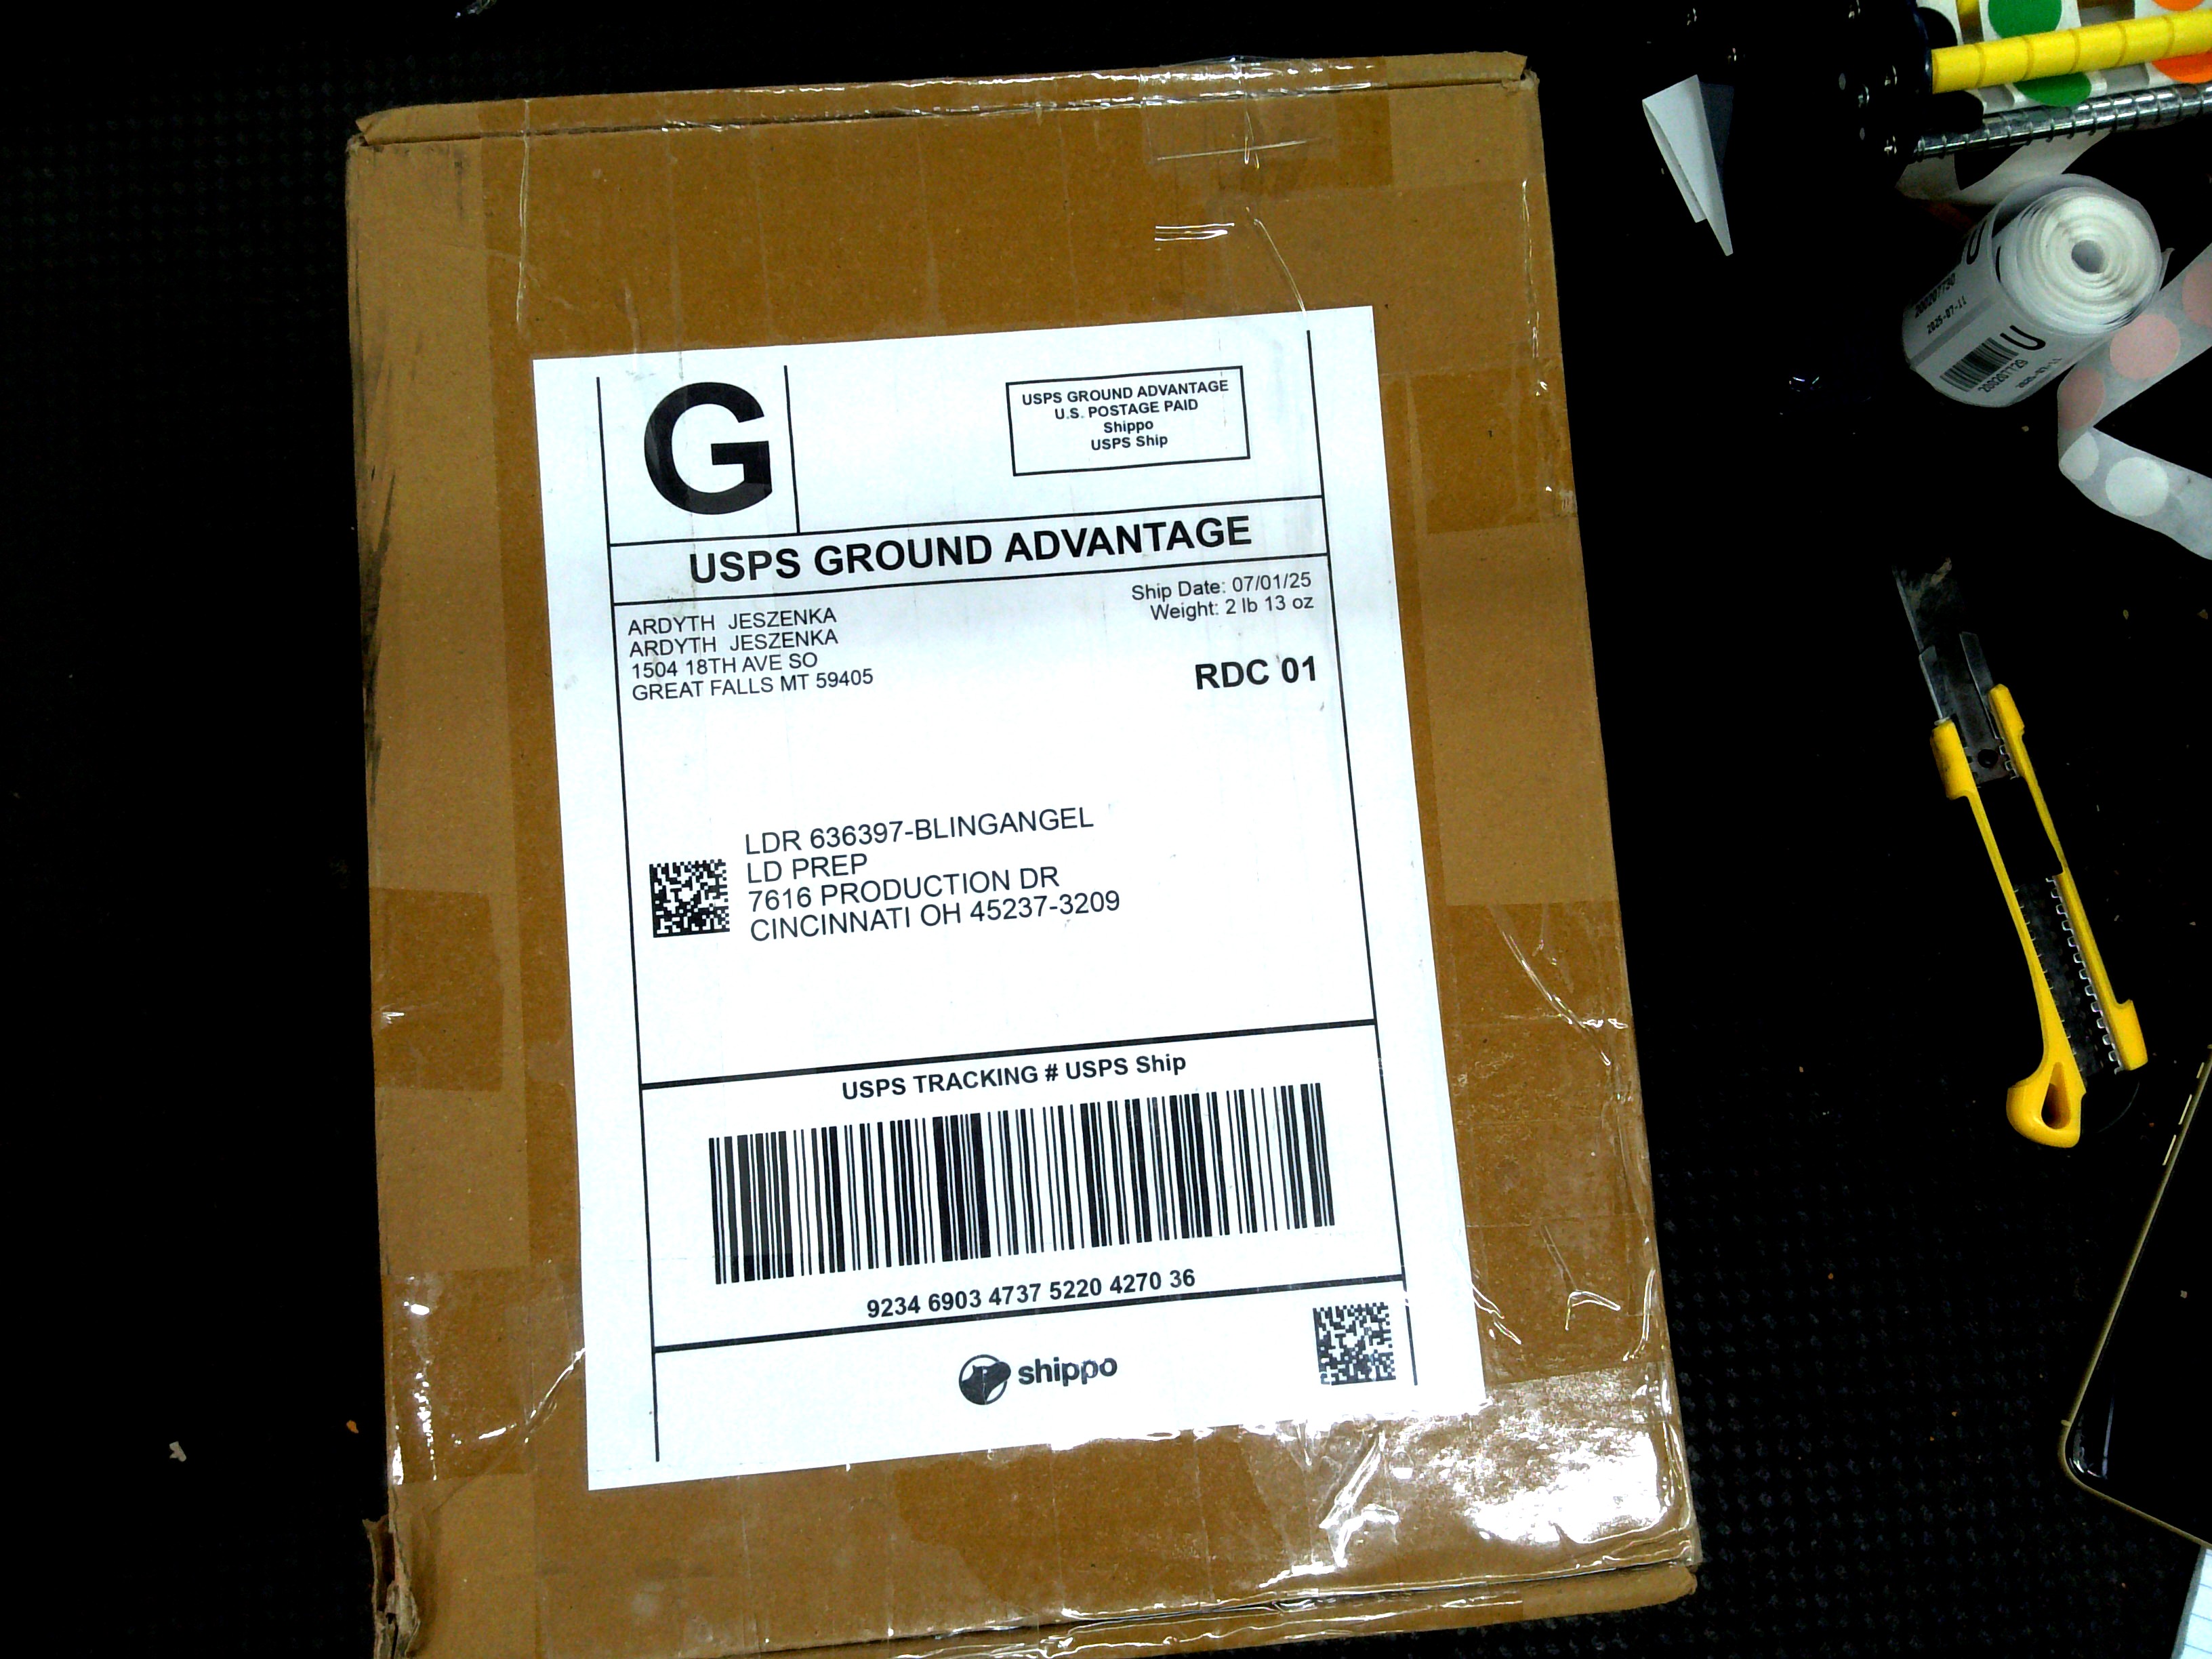 G
USPS GROUND ADVANTAGE
U.S. POSTAGE PAID
Shippo
USPS Ship
USPS GROUND ADVANTAGE
Ship Date: 07/01/25
Weight: 2 lb 13 oz
ARDYTH JESZENKA
ARDYTH JESZENKA
1504 18TH AVE SO
GREAT FALLS MT 59405
RDC 01
LDR 636397-BLINGANGEL
LD PREP
7616 PRODUCTION DR
CINCINNATI OH 45237-3209
USPS TRACKING # USPS Ship
9234 6903 4737 5220 4270 36
shippo
2025-07-11
U